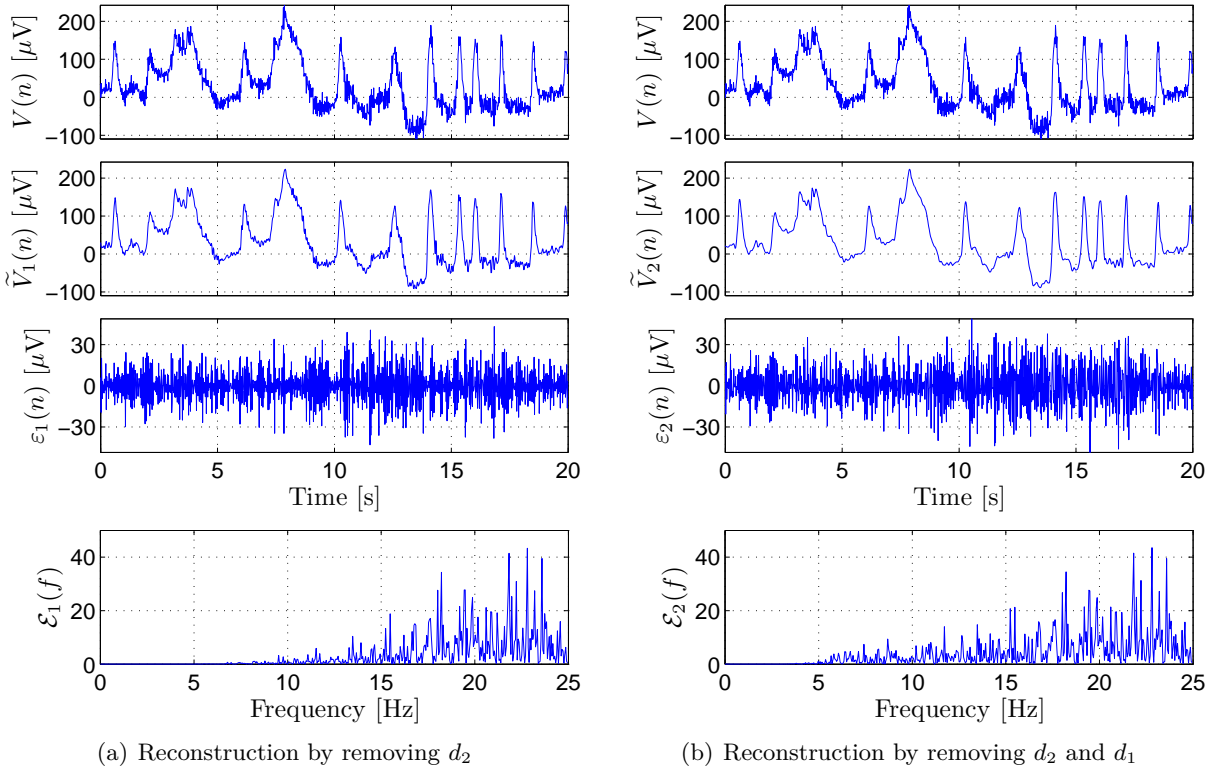 V(n) [μV]
200
100
0
−100
Ṽ₁(n) [μV]
200
100
0
−100
ε₁(n) [μV]
30
0
−30
0 5 10 15 20
Time [s]
ℰ₁(f)
40
20
0
0 5 10 15 20 25
Frequency [Hz]
(a) Reconstruction by removing d₂
V(n) [μV]
200
100
0
−100
Ṽ₂(n) [μV]
200
100
0
−100
ε₂(n) [μV]
30
0
−30
0 5 10 15 20
Time [s]
ℰ₂(f)
40
20
0
0 5 10 15 20 25
Frequency [Hz]
(b) Reconstruction by removing d₂ and d₁